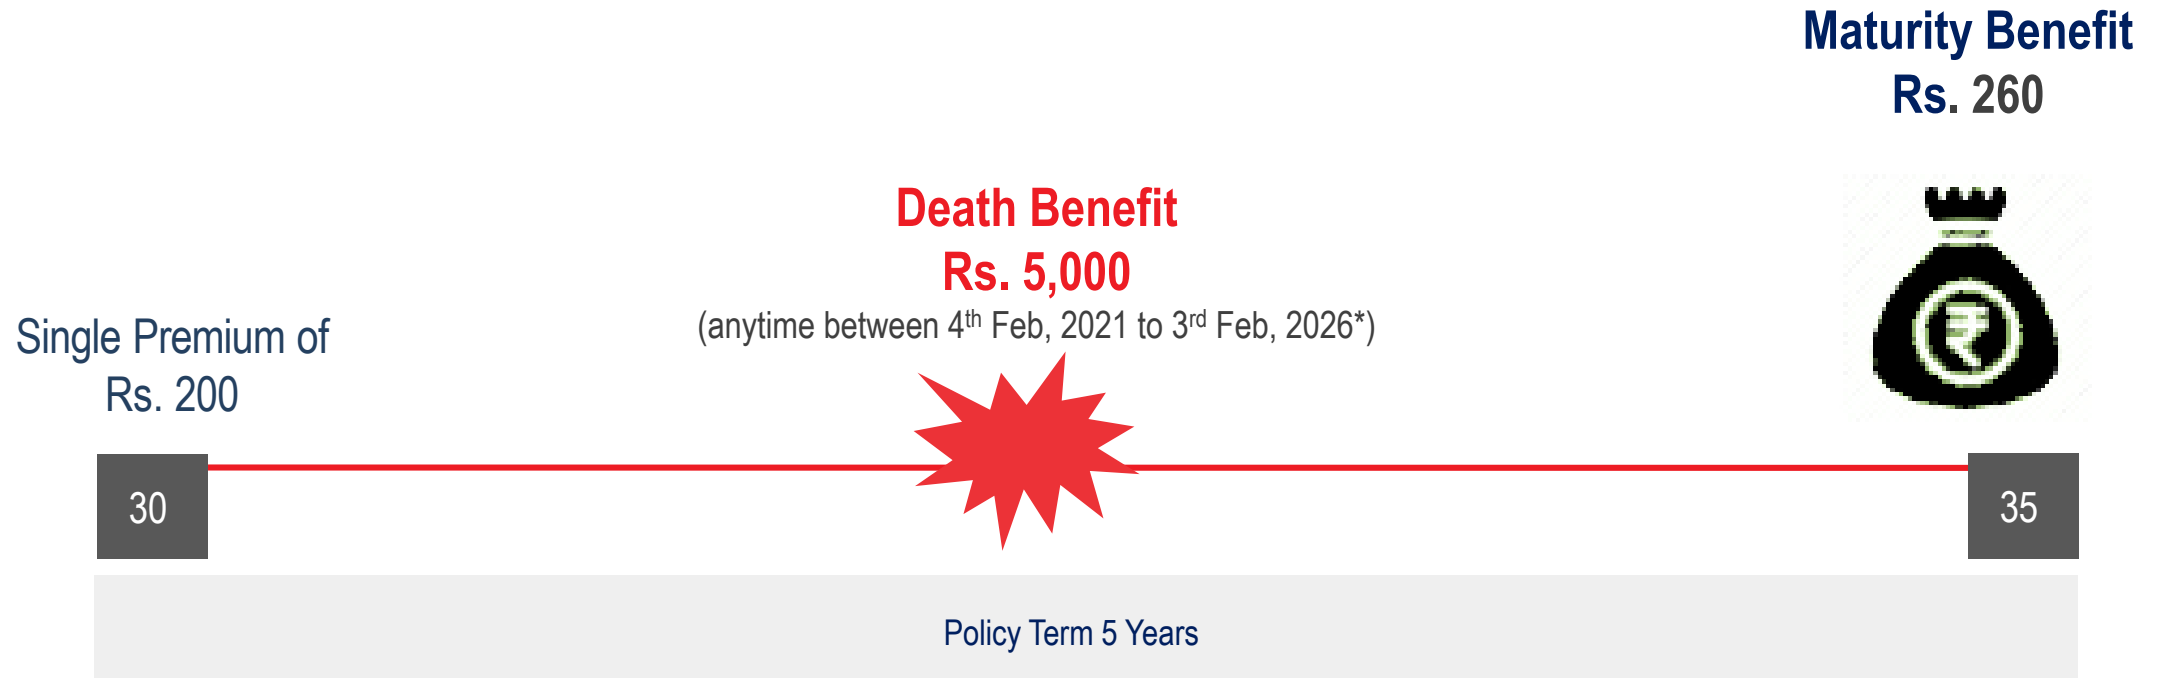 Maturity Benefit
Rs. 260
Death Benefit
Rs. 5,000
(anytime between 4th Feb, 2021 to 3rd Feb, 2026*)
Single Premium of
Rs. 200
₹
30
35
Policy Term 5 Years